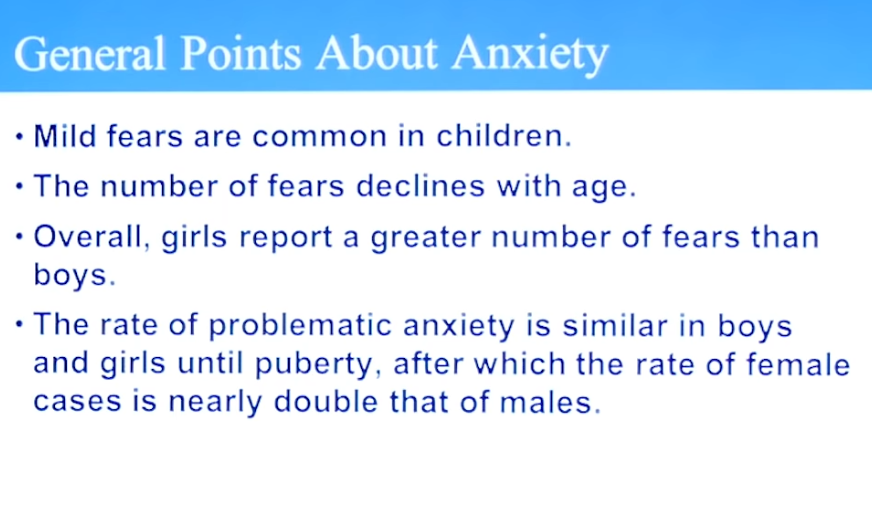 General Points About Anxiety
• Mild fears are common in children.
• The number of fears declines with age.
• Overall, girls report a greater number of fears than
boys.
• The rate of problematic anxiety is similar in boys
and girls until puberty, after which the rate of female
cases is nearly double that of males.